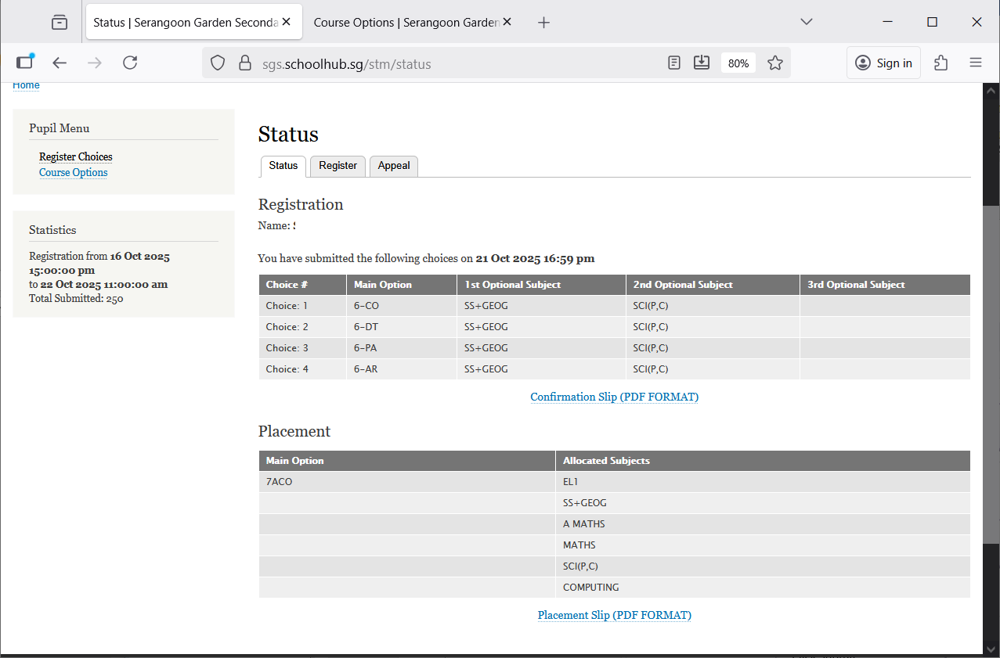 Status | Serangoon Garden Seconda
Course Options | Serangoon Garden
sgs.schoolhub.sg/stm/status
80%
Sign in
Home
Pupil Menu
Register Choices
Course Options
Statistics
Registration from 16 Oct 2025
15:00:00 pm
to 22 Oct 2025 11:00:00 am
Total Submitted: 250
Status
Status Register Appeal
Registration
Name:
You have submitted the following choices on 21 Oct 2025 16:59 pm
Choice # Main Option 1st Optional Subject 2nd Optional Subject 3rd Optional Subject
Choice: 1 6-CO SS+GEOG SCI(P,C)
Choice: 2 6-DT SS+GEOG SCI(P,C)
Choice: 3 6-PA SS+GEOG SCI(P,C)
Choice: 4 6-AR SS+GEOG SCI(P,C)
Confirmation Slip (PDF FORMAT)
Placement
Main Option Allocated Subjects
7ACO EL1
SS+GEOG
A MATHS
MATHS
SCI(P,C)
COMPUTING
Placement Slip (PDF FORMAT)